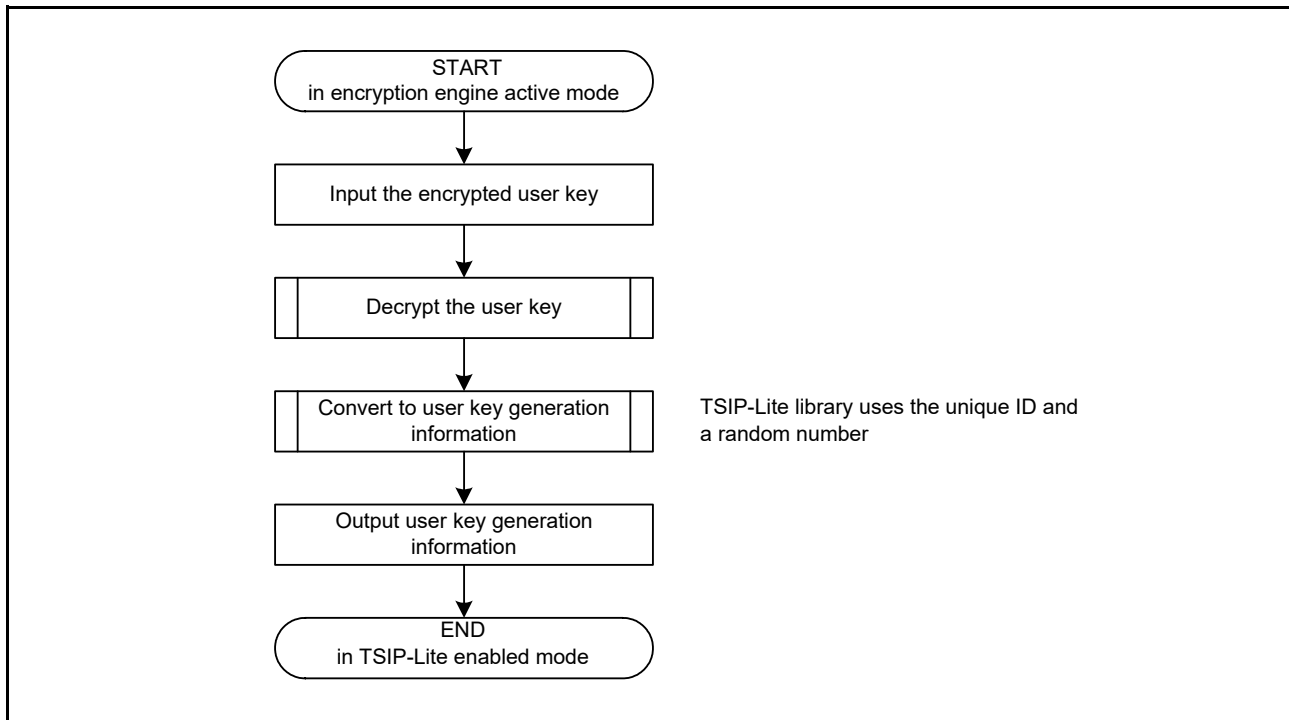 START
in encryption engine active mode
Input the encrypted user key
Decrypt the user key
Convert to user key generation
information
TSIP-Lite library uses the unique ID and
a random number
Output user key generation
information
END
in TSIP-Lite enabled mode